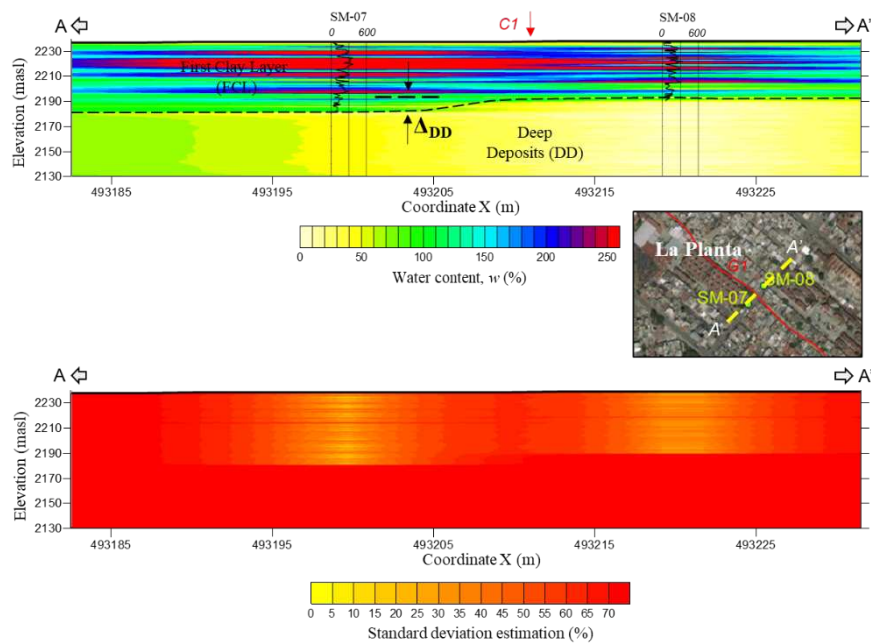 A
SM-07
C1
SM-08
A'
0
600
0
600
Elevation (masl)
2230
2210
2190
2170
2150
2130
First Clay Layer
(FCL)
ΔDD
Deep
Deposits (DD)
493185
493195
493205
493215
493225
Coordinate X (m)
0
50
100
150
200
250
Water content, w (%)
La Planta
A'
SM-08
SM-07
A
A
A'
Elevation (masl)
2230
2210
2190
2170
2150
2130
493185
493195
493205
493215
493225
Coordinate X (m)
0 5 10 15 20 25 30 35 40 45 50 55 60 65 70
Standard deviation estimation (%)